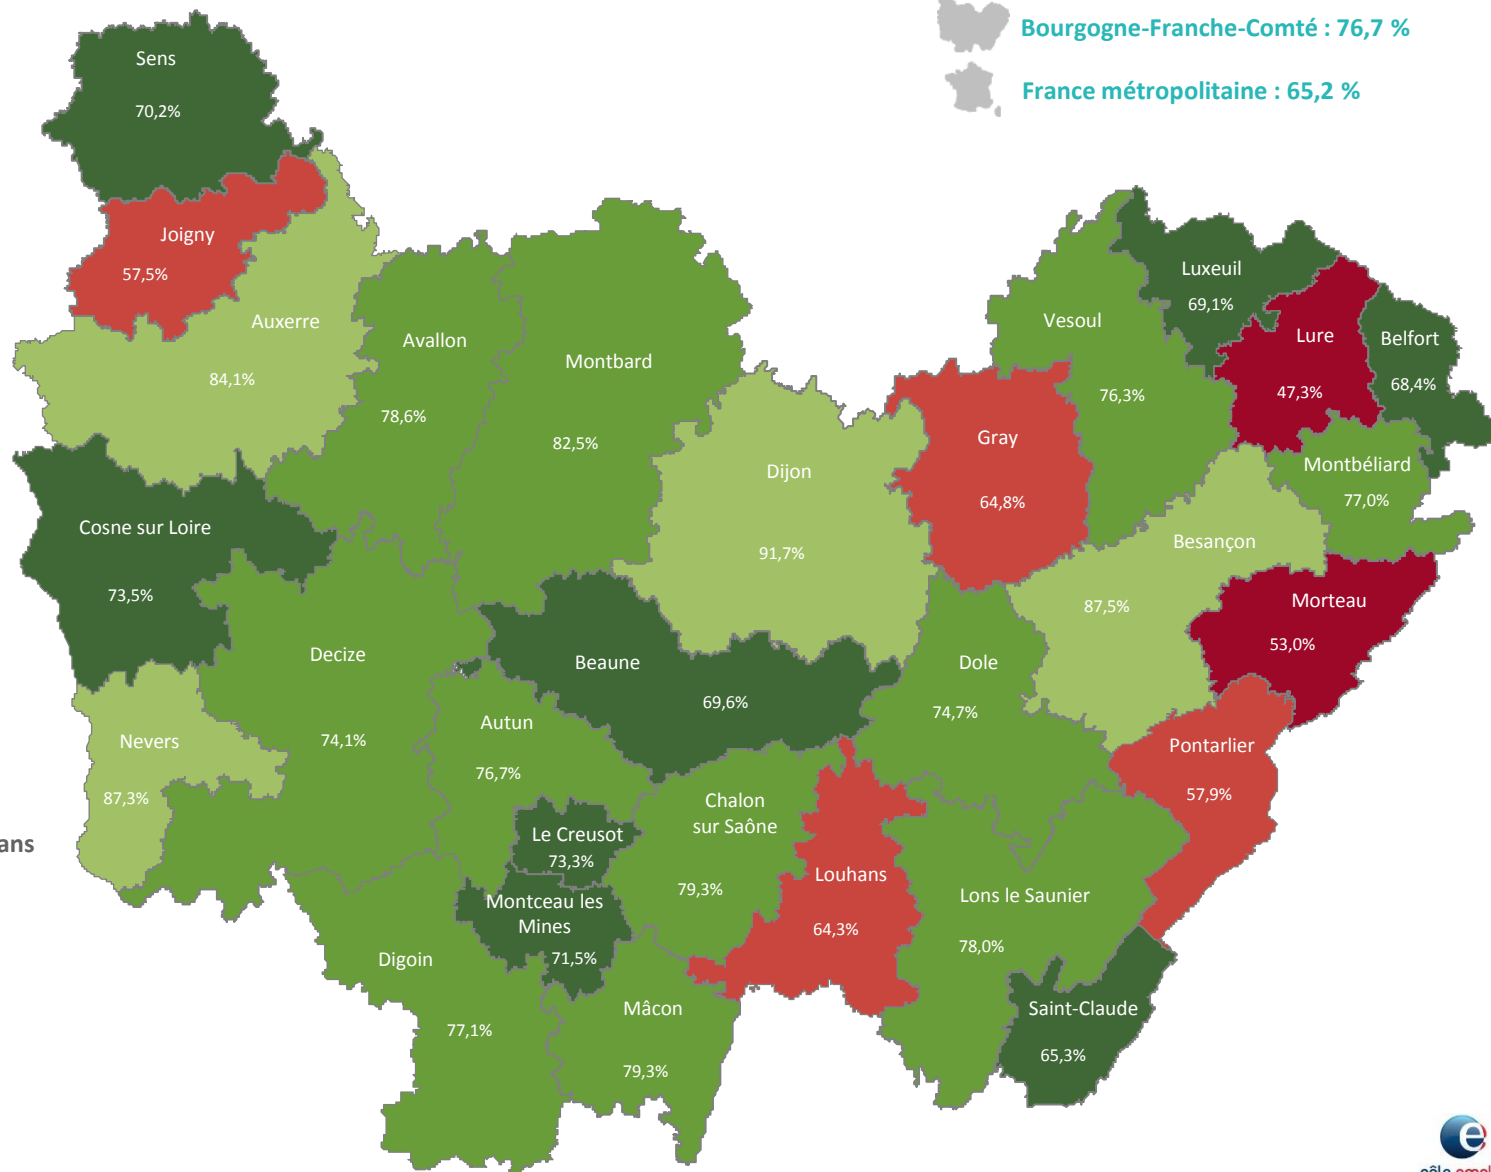 Bourgogne-Franche-Comté : 76,7 %
France métropolitaine : 65,2 %
Sens
70,2%
Joigny
57,5%
Auxerre
84,1%
Avallon
78,6%
Montbard
82,5%
Vesoul
76,3%
Luxeuil
69,1%
Lure
47,3%
Belfort
68,4%
Montbéliard
77,0%
Gray
64,8%
Dijon
91,7%
Besançon
87,5%
Morteau
53,0%
Cosne sur Loire
73,5%
Decize
74,1%
Beaune
69,6%
Dole
74,7%
Nevers
87,3%
Autun
76,7%
Pontarlier
57,9%
Le Creusot
73,3%
Chalon
sur Saône
79,3%
Louhans
64,3%
Lons le Saunier
78,0%
ans
Montceau les
Mines
71,5%
Digoin
77,1%
Mâcon
79,3%
Saint-Claude
65,3%
e